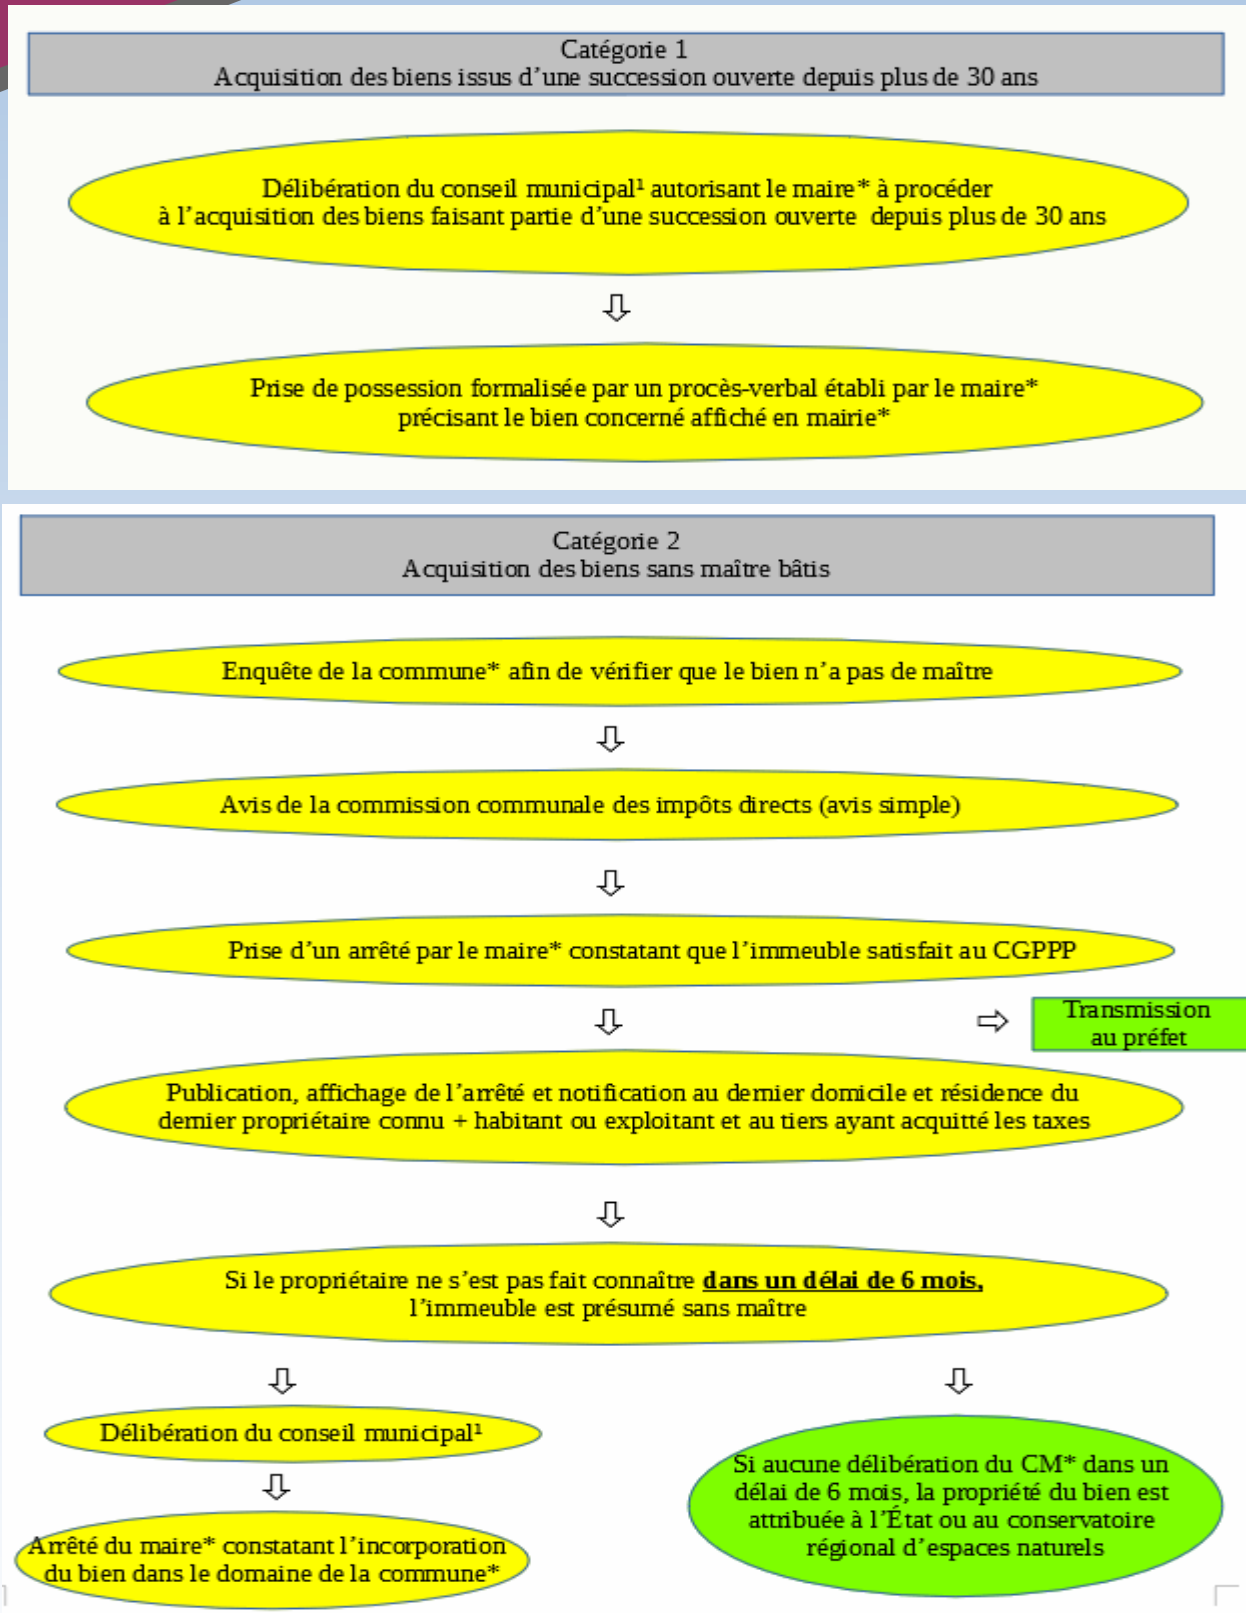 Catégorie 1
Acquisition des biens issus d’une succession ouverte depuis plus de 30 ans
Délibération du conseil municipal¹ autorisant le maire* à procéder
à l’acquisition des biens faisant partie d’une succession ouverte depuis plus de 30 ans
Prise de possession formalisée par un procès-verbal établi par le maire*
précisant le bien concerné affiché en mairie*
Catégorie 2
Acquisition des biens sans maître bâtis
Enquête de la commune* afin de vérifier que le bien n’a pas de maître
Avis de la commission communale des impôts directs (avis simple)
Prise d’un arrêté par le maire* constatant que l’immeuble satisfait au CGPPP
Transmission
au préfet
Publication, affichage de l’arrêté et notification au dernier domicile et résidence du
dernier propriétaire connu + habitant ou exploitant et au tiers ayant acquitté les taxes
Si le propriétaire ne s’est pas fait connaître dans un délai de 6 mois,
l’immeuble est présumé sans maître
Délibération du conseil municipal¹
Arrêté du maire* constatant l’incorporation
du bien dans le domaine de la commune*
Si aucune délibération du CM* dans un
délai de 6 mois, la propriété du bien est
attribuée à l’État ou au conservatoire
régional d’espaces naturels